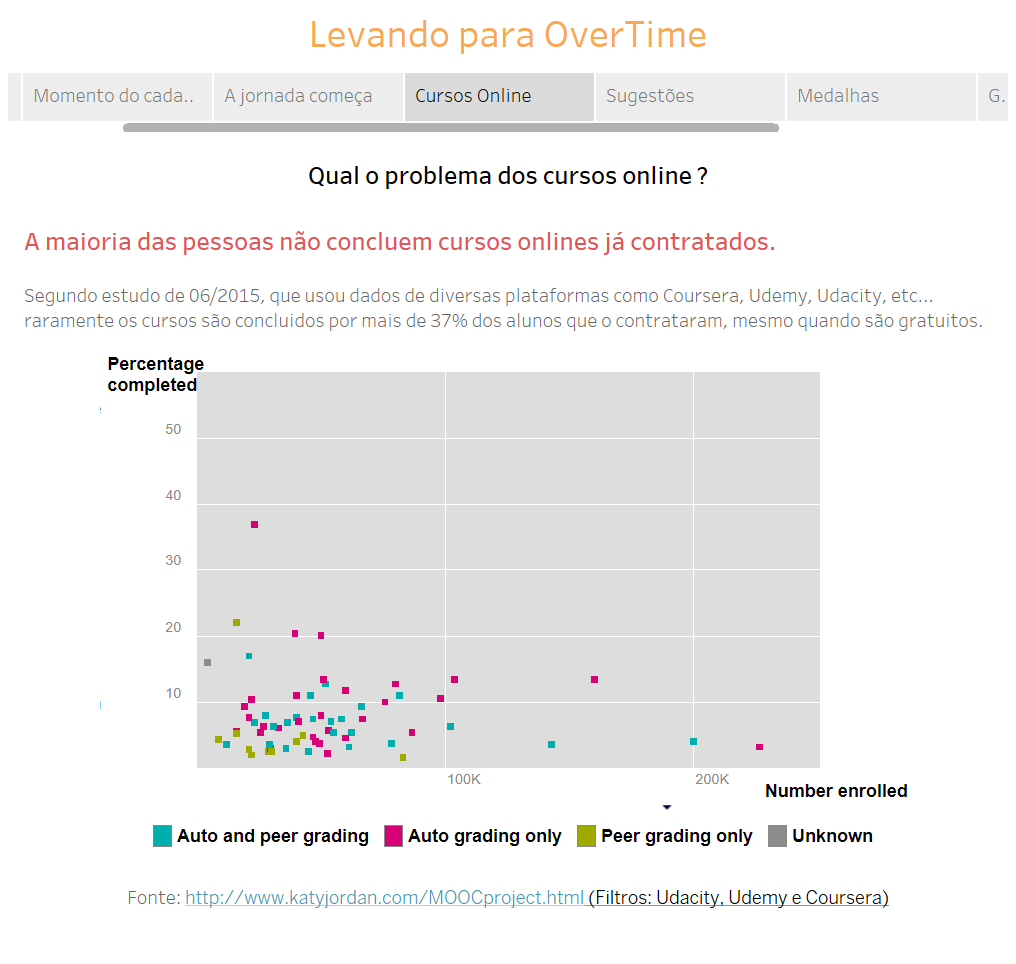 Levando para OverTime
Momento do cada.. A jornada começa Cursos Online Sugestões Medalhas G.
Qual o problema dos cursos online ?
A maioria das pessoas não concluem cursos onlines já contratados.
Segundo estudo de 06/2015, que usou dados de diversas plataformas como Coursera, Udemy, Udacity, etc...
raramente os cursos são concluidos por mais de 37% dos alunos que o contrataram, mesmo quando são gratuitos.
Percentage
completed
50
40
30
20
10
100K 200K
Number enrolled
Auto and peer grading Auto grading only Peer grading only Unknown
Fonte: http://www.katyjordan.com/MOOCproject.html (Filtros: Udacity, Udemy e Coursera)